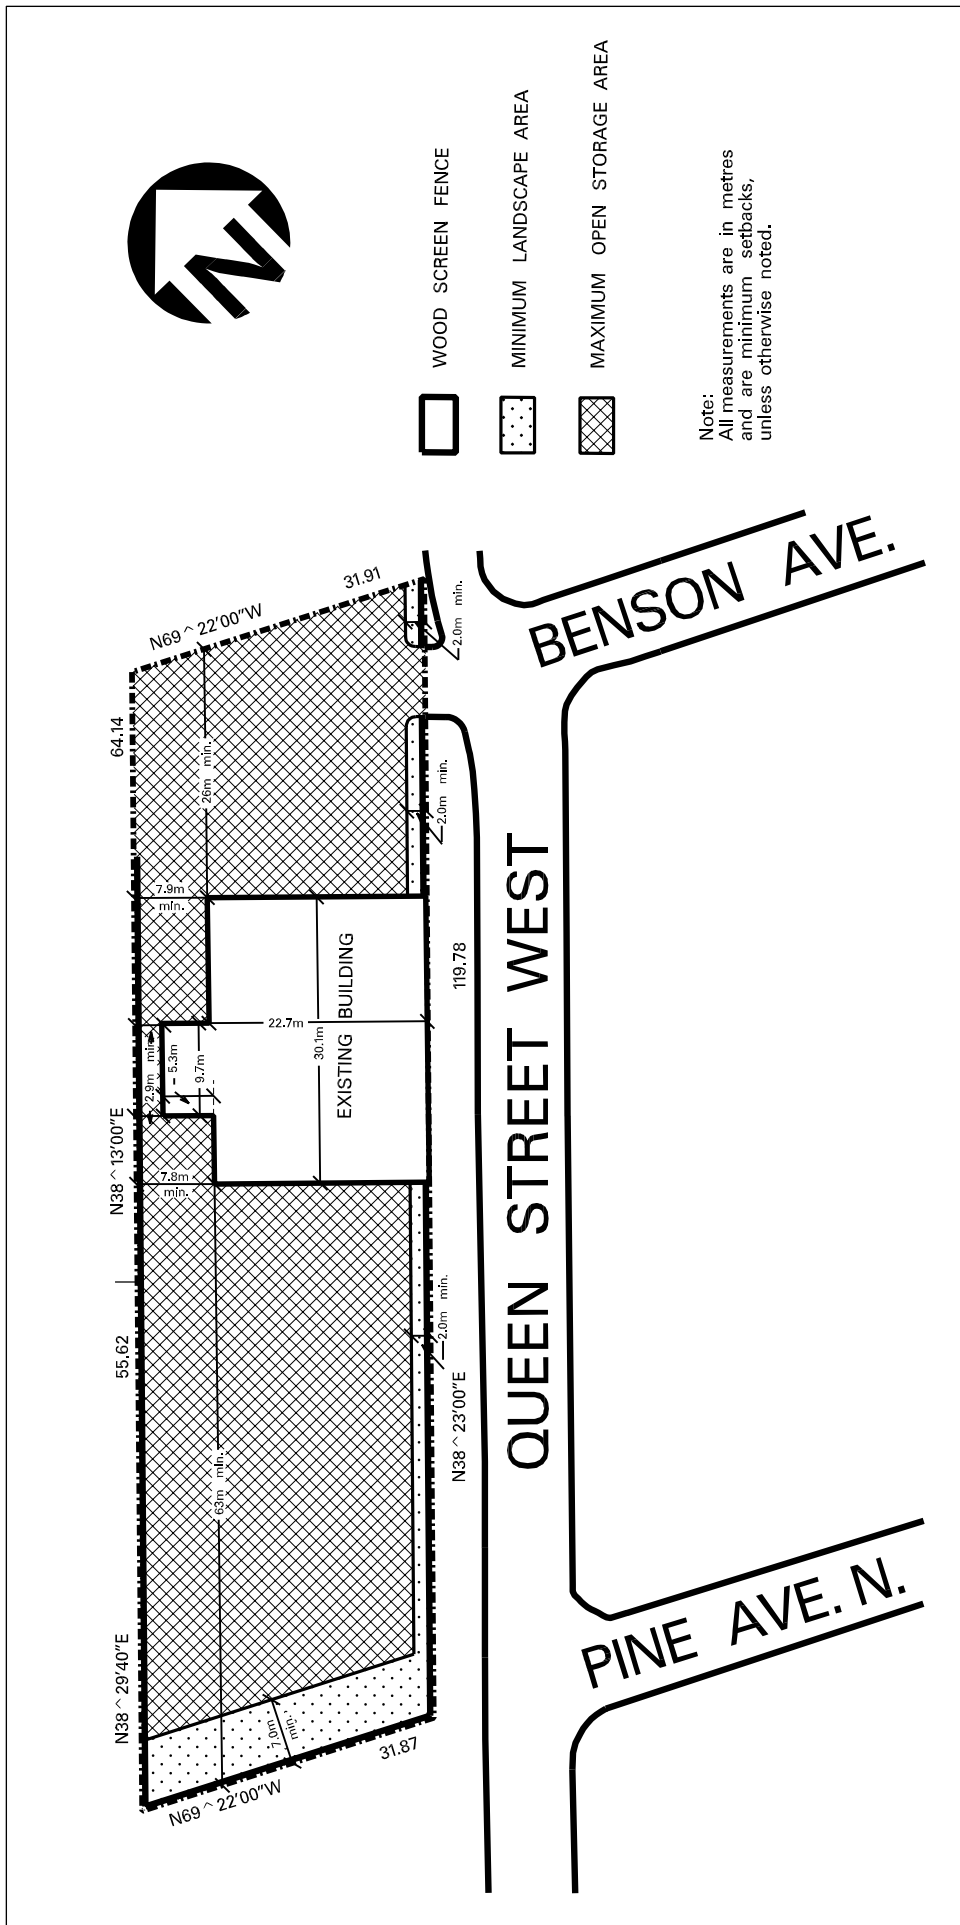 N
WOOD SCREEN FENCE
MINIMUM LANDSCAPE AREA
MAXIMUM OPEN STORAGE AREA
Note:
All measurements are in metres
and are minimum setbacks,
unless otherwise noted.
N69^22'00"W
31.91
64.14
26m min.
2.0m min.
2.0m min.
7.9m
min.
2.9m min.
5.3m
9.7m
22.7m
30.1m
EXISTING BUILDING
119.78
N38^13'00"E
7.8m
min.
55.62
63m min.
2.0m min.
N38^23'00"E
N38^29'40"E
7.0m
min.
31.87
N69^22'00"W
QUEEN STREET WEST
BENSON AVE.
PINE AVE. N.